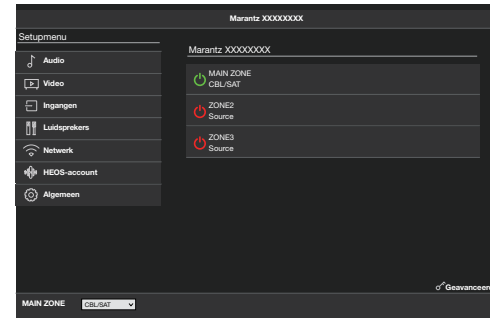 Marantz XXXXXXXX
Setupmenu
Audio
Video
Ingangen
Luidsprekers
Netwerk
HEOS-account
Algemeen
Marantz XXXXXXXX
MAIN ZONE
CBL/SAT
ZONE2
Source
ZONE3
Source
Geavanceen
MAIN ZONE CBL/SAT